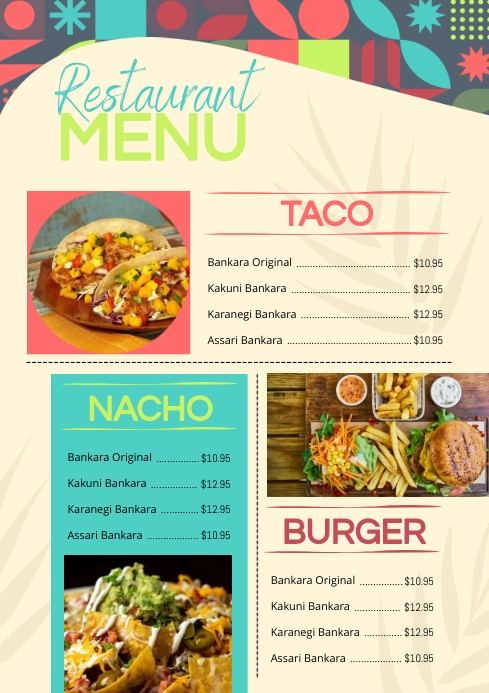 Restaurant
MENU
TACO
Bankara Original ........................................ $10.95
Kakuni Bankara .......................................... $12.95
Karanegi Bankara ...................................... $12.95
Assari Bankara .......................................... $10.95
NACHO
Bankara Original ............... $10.95
Kakuni Bankara ................. $12.95
Karanegi Bankara .............. $12.95
Assari Bankara .................. $10.95
BURGER
Bankara Original ............... $10.95
Kakuni Bankara ................. $12.95
Karanegi Bankara .............. $12.95
Assari Bankara .................. $10.95